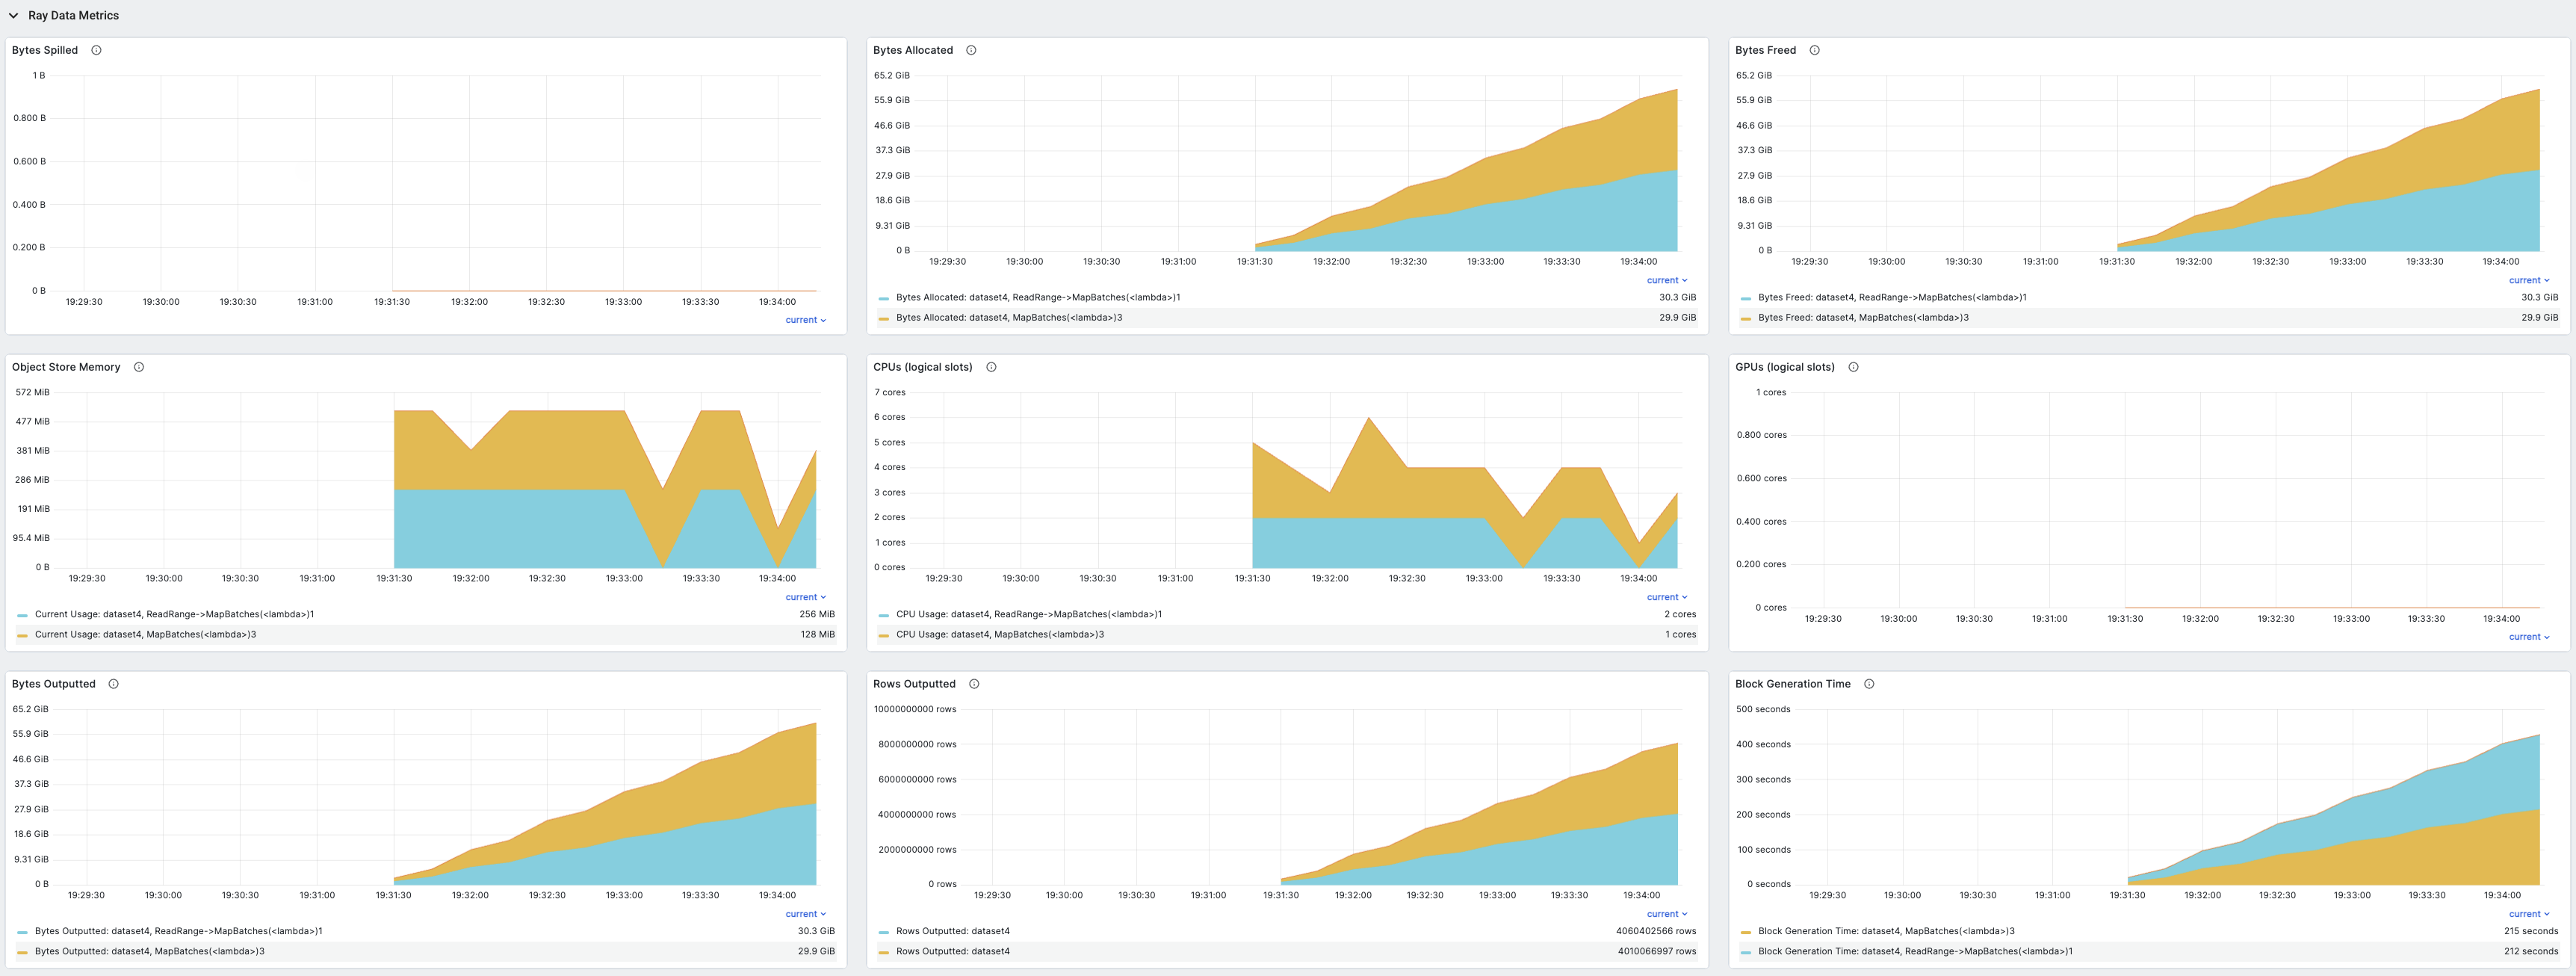 Ray Data Metrics
Bytes Spilled
1 B
0.800 B
0.600 B
0.400 B
0.200 B
0 B
19:29:30 19:30:00 19:30:30 19:31:00 19:31:30 19:32:00 19:32:30 19:33:00 19:33:30 19:34:00
current
Bytes Allocated
65.2 GiB
55.9 GiB
46.6 GiB
37.3 GiB
27.9 GiB
18.6 GiB
9.31 GiB
0 B
19:29:30 19:30:00 19:30:30 19:31:00 19:31:30 19:32:00 19:32:30 19:33:00 19:33:30 19:34:00
current
Bytes Allocated: dataset4, ReadRange->MapBatches(<lambda>)1 30.3 GiB
Bytes Allocated: dataset4, MapBatches(<lambda>)3 29.9 GiB
Bytes Freed
65.2 GiB
55.9 GiB
46.6 GiB
37.3 GiB
27.9 GiB
18.6 GiB
9.31 GiB
0 B
19:29:30 19:30:00 19:30:30 19:31:00 19:31:30 19:32:00 19:32:30 19:33:00 19:33:30 19:34:00
current
Bytes Freed: dataset4, ReadRange->MapBatches(<lambda>)1 30.3 GiB
Bytes Freed: dataset4, MapBatches(<lambda>)3 29.9 GiB
Object Store Memory
572 MiB
477 MiB
381 MiB
286 MiB
191 MiB
95.4 MiB
0 B
19:29:30 19:30:00 19:30:30 19:31:00 19:31:30 19:32:00 19:32:30 19:33:00 19:33:30 19:34:00
current
Current Usage: dataset4, ReadRange->MapBatches(<lambda>)1 256 MiB
Current Usage: dataset4, MapBatches(<lambda>)3 128 MiB
CPUs (logical slots)
7 cores
6 cores
5 cores
4 cores
3 cores
2 cores
1 cores
0 cores
19:29:30 19:30:00 19:30:30 19:31:00 19:31:30 19:32:00 19:32:30 19:33:00 19:33:30 19:34:00
current
CPU Usage: dataset4, ReadRange->MapBatches(<lambda>)1 2 cores
CPU Usage: dataset4, MapBatches(<lambda>)3 1 cores
GPUs (logical slots)
1 cores
0.800 cores
0.600 cores
0.400 cores
0.200 cores
0 cores
19:29:30 19:30:00 19:30:30 19:31:00 19:31:30 19:32:00 19:32:30 19:33:00 19:33:30 19:34:00
current
Bytes Outputted
65.2 GiB
55.9 GiB
46.6 GiB
37.3 GiB
27.9 GiB
18.6 GiB
9.31 GiB
0 B
19:29:30 19:30:00 19:30:30 19:31:00 19:31:30 19:32:00 19:32:30 19:33:00 19:33:30 19:34:00
current
Bytes Outputted: dataset4, ReadRange->MapBatches(<lambda>)1 30.3 GiB
Bytes Outputted: dataset4, MapBatches(<lambda>)3 29.9 GiB
Rows Outputted
10000000000 rows
8000000000 rows
6000000000 rows
4000000000 rows
2000000000 rows
0 rows
19:29:30 19:30:00 19:30:30 19:31:00 19:31:30 19:32:00 19:32:30 19:33:00 19:33:30 19:34:00
current
Rows Outputted: dataset4 4060402566 rows
Rows Outputted: dataset4 4010066997 rows
Block Generation Time
500 seconds
400 seconds
300 seconds
200 seconds
100 seconds
0 seconds
19:29:30 19:30:00 19:30:30 19:31:00 19:31:30 19:32:00 19:32:30 19:33:00 19:33:30 19:34:00
current
Block Generation Time: dataset4, MapBatches(<lambda>)3 215 seconds
Block Generation Time: dataset4, ReadRange->MapBatches(<lambda>)1 212 seconds